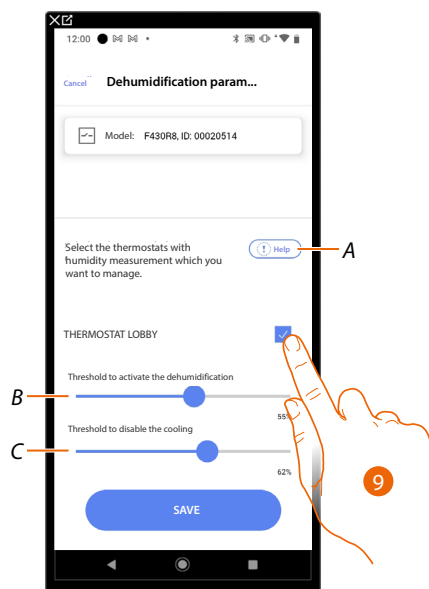 12:00
Cancel
Dehumidification param...
Model: F430R8, ID: 00020514
Select the thermostats with
humidity measurement which you
want to manage.
Help
A
THERMOSTAT LOBBY
Threshold to activate the dehumidification
B
55%
Threshold to disable the cooling
C
62%
9
SAVE